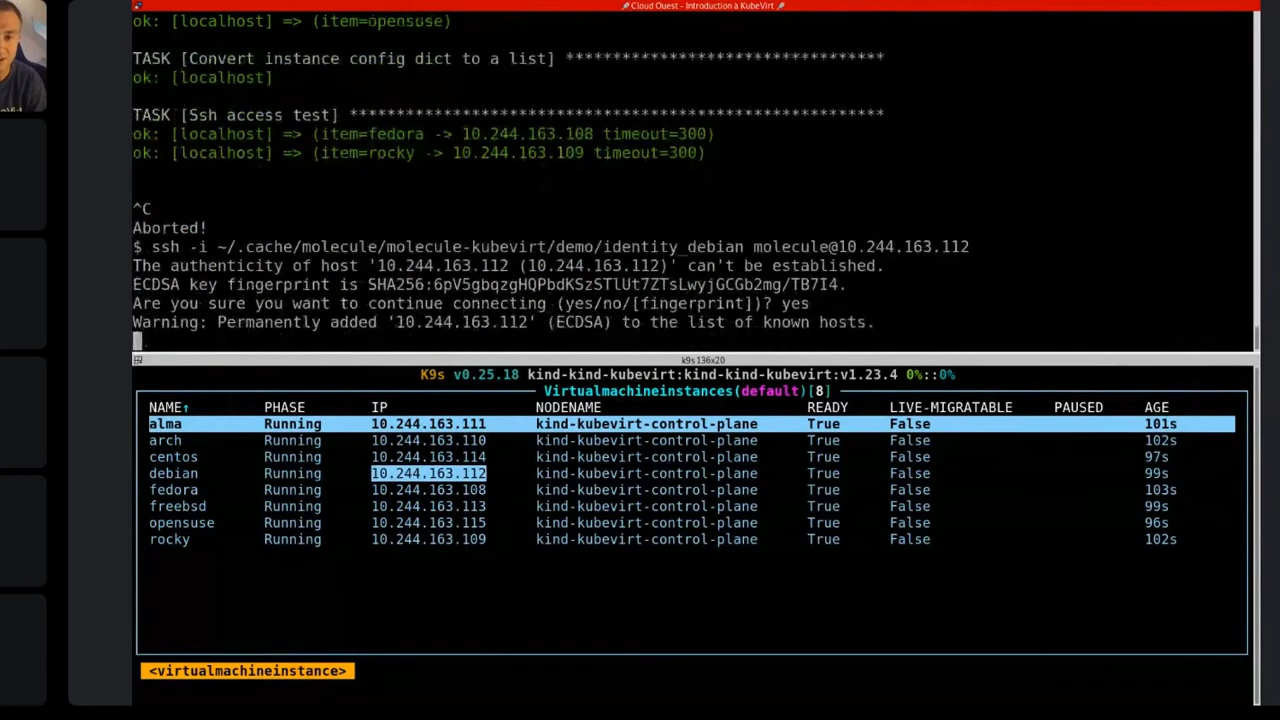 Cloud Ouest - Introduction à KubeVirt
ok: [localhost] => (item=opensuse)
TASK [Convert instance config dict to a list] **********************************
ok: [localhost]
TASK [Ssh access test] *********************************************************
ok: [localhost] => (item=fedora -> 10.244.163.108 timeout=300)
ok: [localhost] => (item=rocky -> 10.244.163.109 timeout=300)
^C
Aborted!
$ ssh -i ~/.cache/molecule/molecule-kubevirt/demo/identity_debian molecule@10.244.163.112
The authenticity of host '10.244.163.112 (10.244.163.112)' can't be established.
ECDSA key fingerprint is SHA256:6pV5gbqzgHQPbdKSzSTlUt7ZTsLwyjGCGb2mg/TB7I4.
Are you sure you want to continue connecting (yes/no/[fingerprint])? yes
Warning: Permanently added '10.244.163.112' (ECDSA) to the list of known hosts.
k9s 136x20
K9s v0.25.18 kind-kind-kubevirt:kind-kind-kubevirt:v1.23.4 0%::0%
Virtualmachineinstances(default)[8]
NAME↑ PHASE IP NODENAME READY LIVE-MIGRATABLE PAUSED AGE
alma Running 10.244.163.111 kind-kubevirt-control-plane True False 101s
arch Running 10.244.163.110 kind-kubevirt-control-plane True False 102s
centos Running 10.244.163.114 kind-kubevirt-control-plane True False 97s
debian Running 10.244.163.112 kind-kubevirt-control-plane True False 99s
fedora Running 10.244.163.108 kind-kubevirt-control-plane True False 103s
freebsd Running 10.244.163.113 kind-kubevirt-control-plane True False 99s
opensuse Running 10.244.163.115 kind-kubevirt-control-plane True False 96s
rocky Running 10.244.163.109 kind-kubevirt-control-plane True False 102s
<virtualmachineinstance>